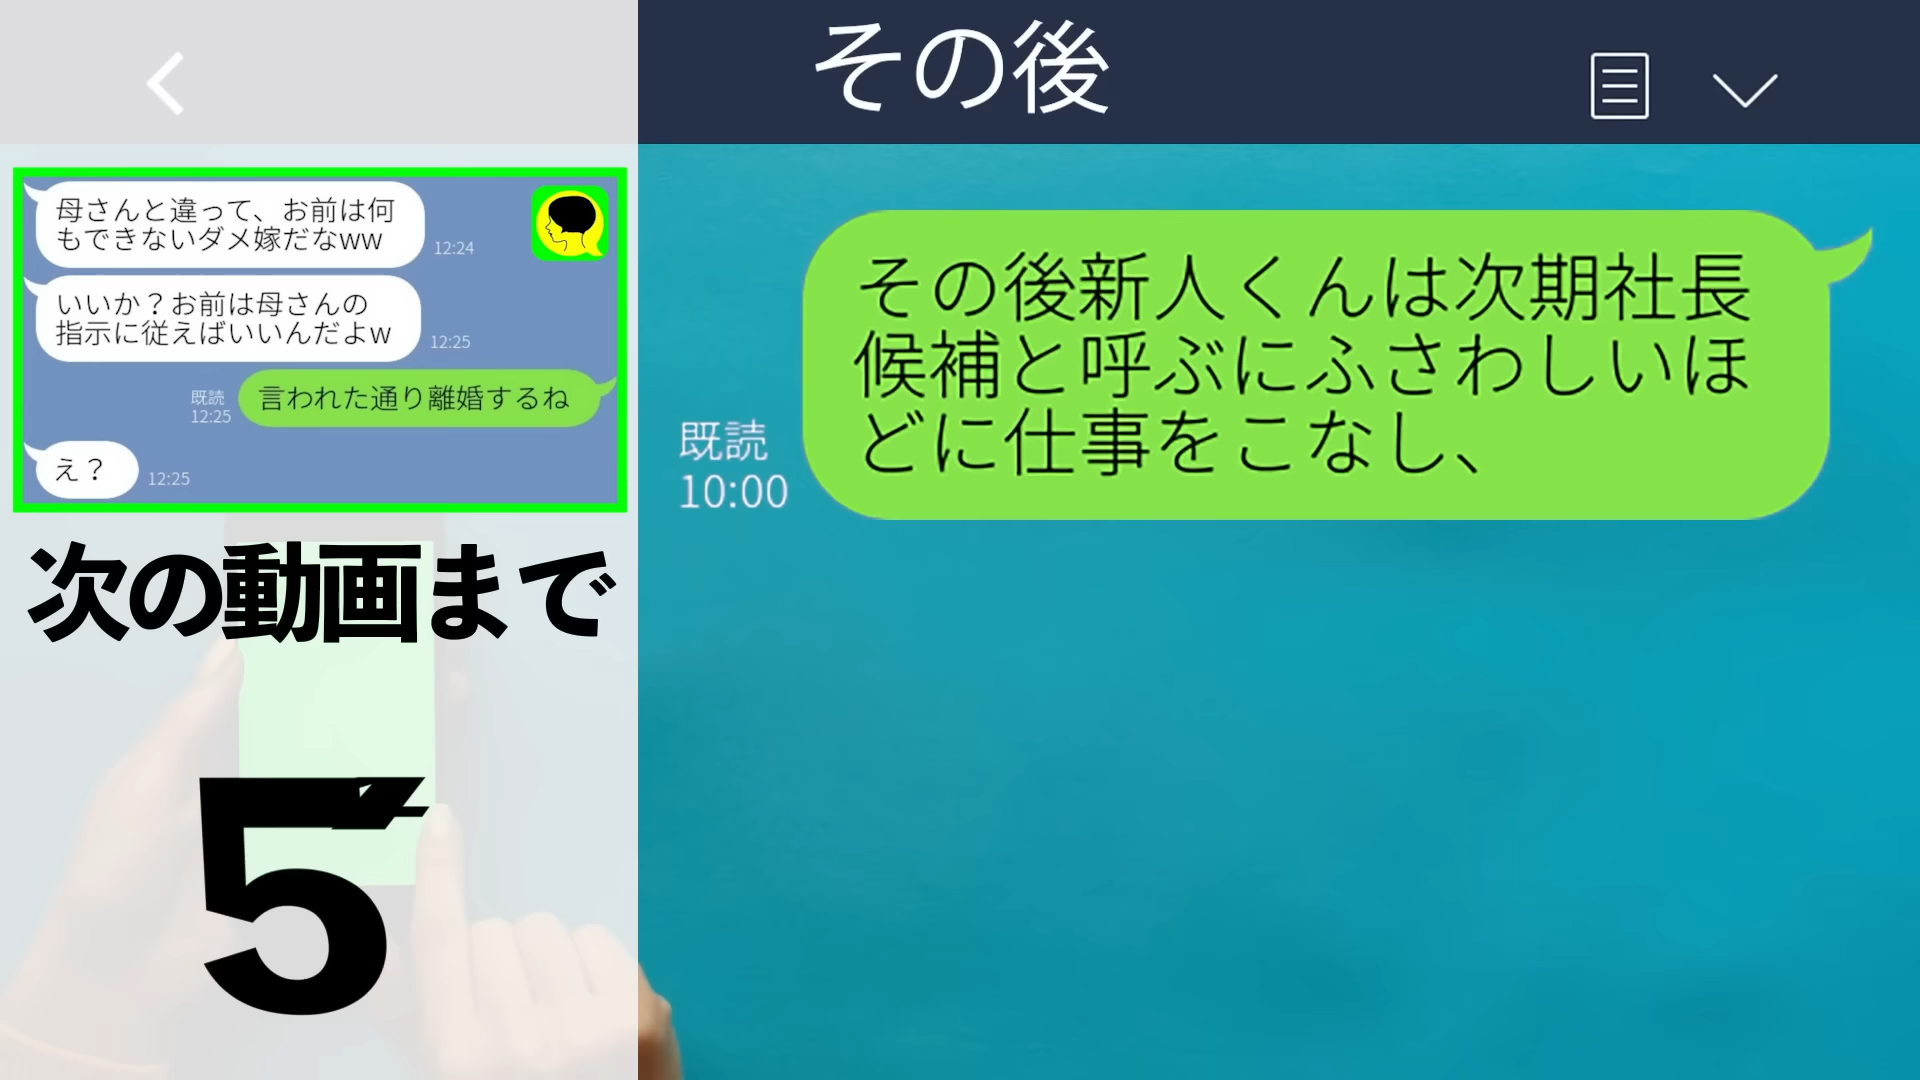 その後
母さんと違って、お前は何
もできないダメ嫁だなww
12:24
いいか？お前は母さんの
指示に従えばいいんだよw
12:25
既読
12:25
言われた通り離婚するね
え？
12:25
次の動画まで
5
その後新人くんは次期社長
候補と呼ぶにふさわしいほ
どに仕事をこなし、
既読
10:00